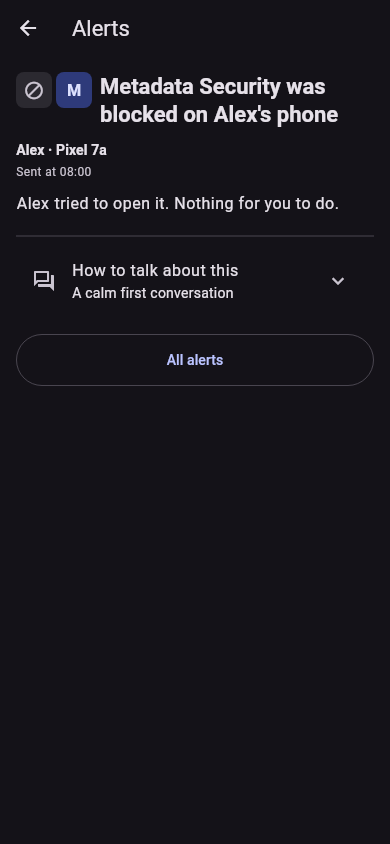 Alerts
M
Metadata Security was
blocked on Alex's phone
Alex · Pixel 7a
Sent at 08:00
Alex tried to open it. Nothing for you to do.
How to talk about this
A calm first conversation
All alerts